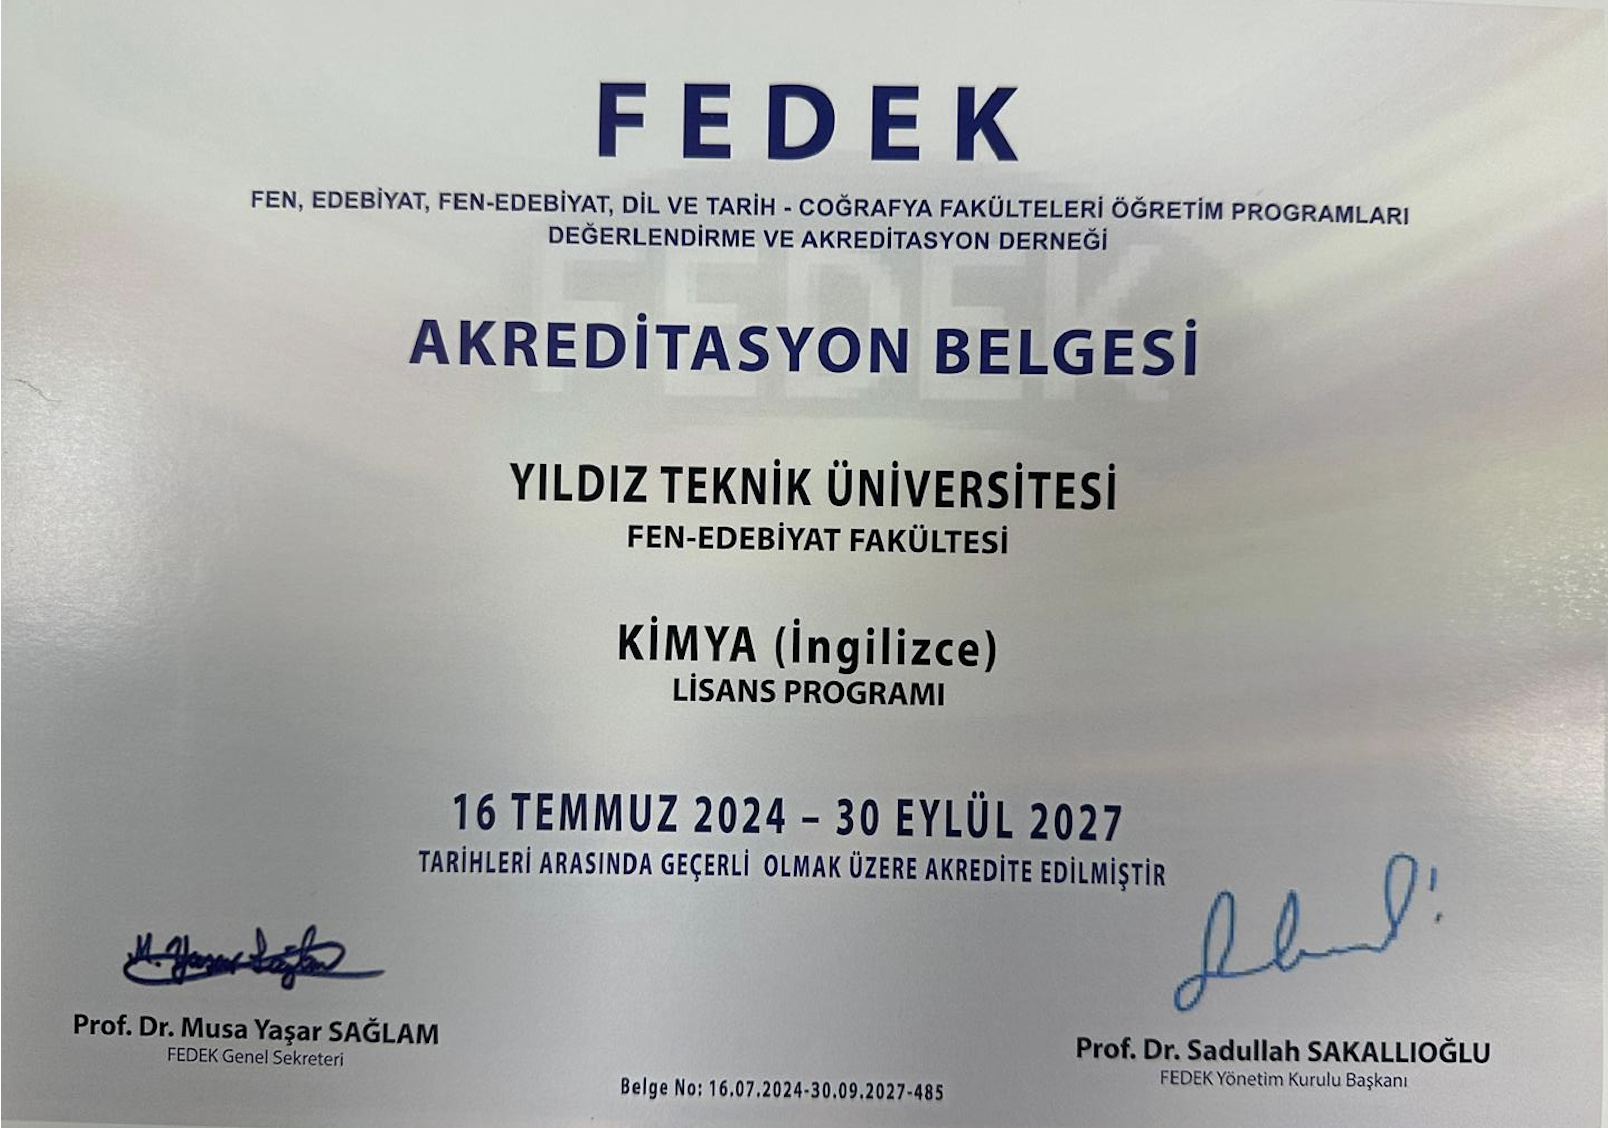 FEDEK
FEN, EDEBİYAT, FEN-EDEBİYAT, DİL VE TARİH - COĞRAFYA FAKÜLTELERİ ÖĞRETİM PROGRAMLARI
DEĞERLENDİRME VE AKREDİTASYON DERNEĞİ
FEDEK
AKREDİTASYON BELGESİ
YILDIZ TEKNİK ÜNİVERSİTESİ
FEN-EDEBİYAT FAKÜLTESİ
KİMYA (İngilizce)
LİSANS PROGRAMI
16 TEMMUZ 2024 – 30 EYLÜL 2027
TARİHLERİ ARASINDA GEÇERLİ OLMAK ÜZERE AKREDİTE EDİLMİŞTİR
M. Yaşar Sağlam
Prof. Dr. Musa Yaşar SAĞLAM
FEDEK Genel Sekreteri
Prof. Dr. Sadullah SAKALLIOĞLU
FEDEK Yönetim Kurulu Başkanı
Belge No: 16.07.2024-30.09.2027-485